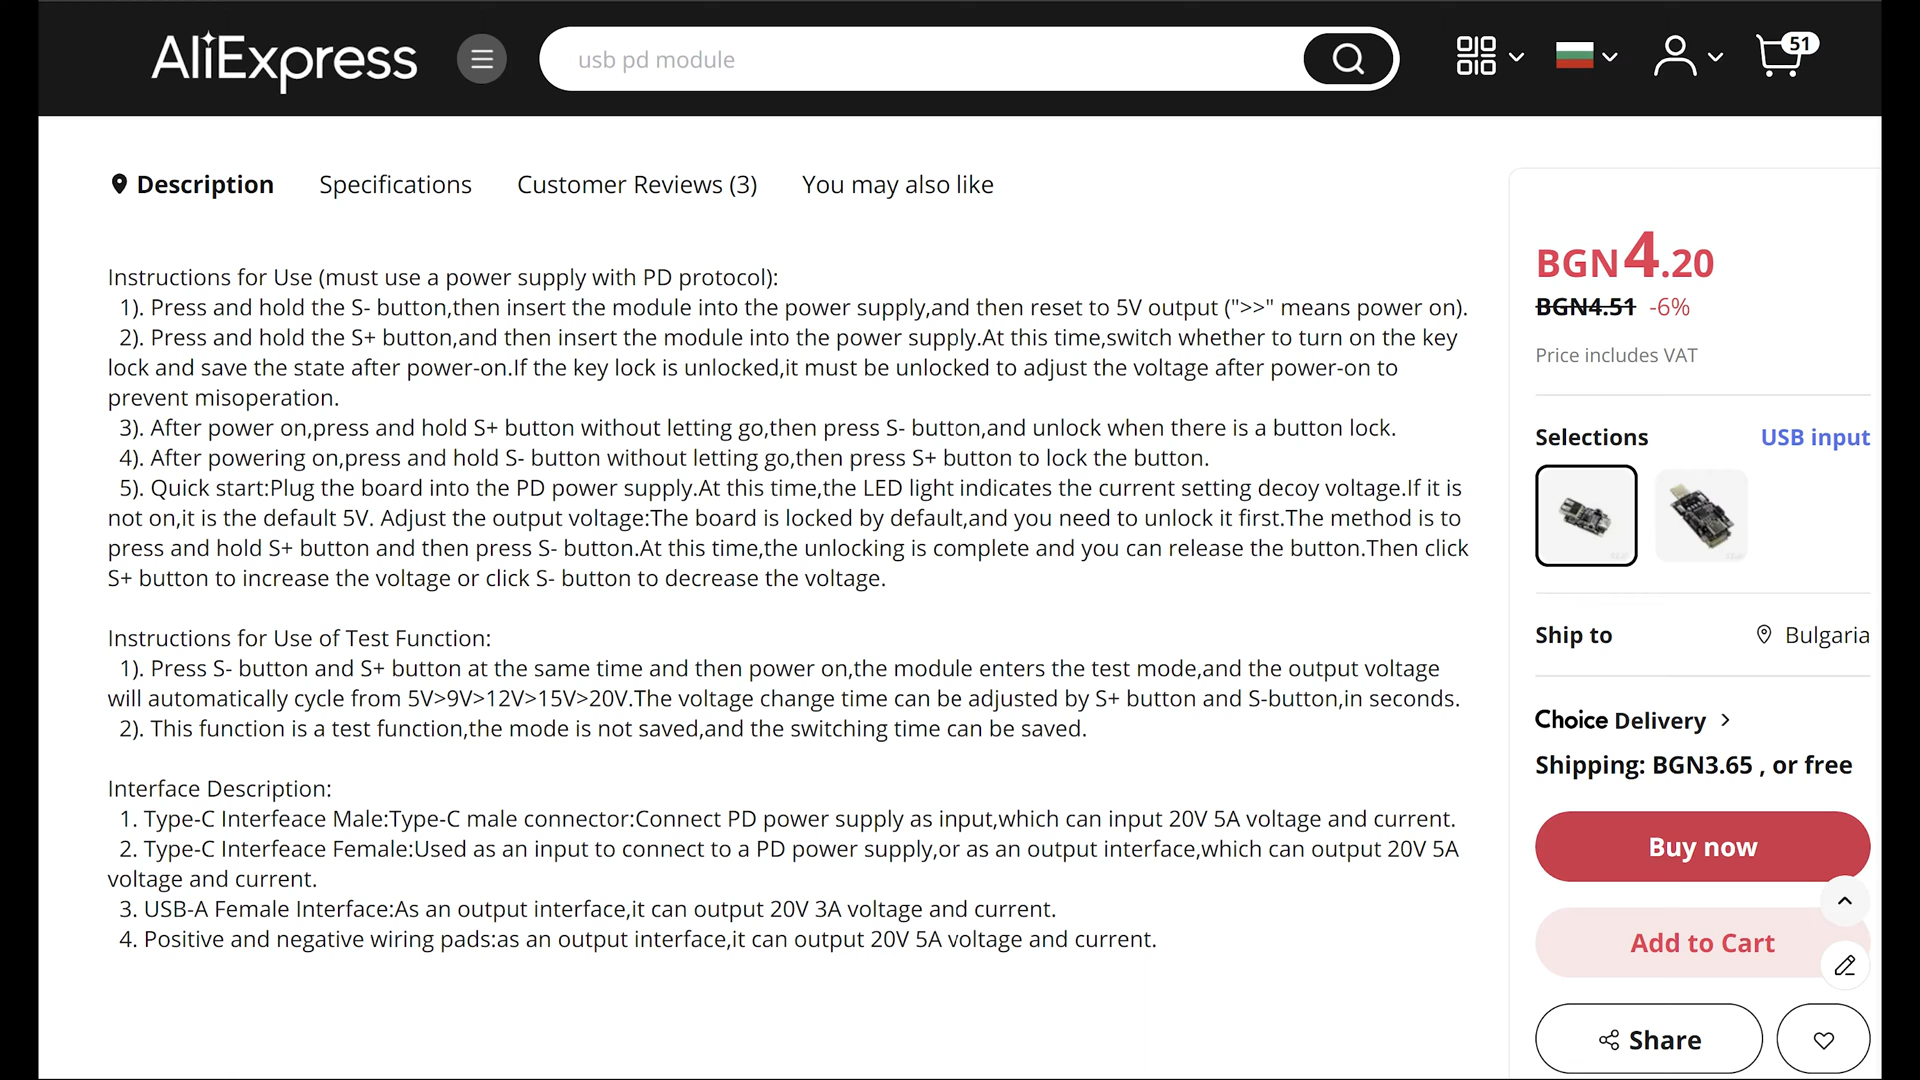 AliExpress
usb pd module
51
Description Specifications Customer Reviews (3) You may also like
Instructions for Use (must use a power supply with PD protocol):
1). Press and hold the S- button,then insert the module into the power supply,and then reset to 5V output (">>" means power on).
2). Press and hold the S+ button,and then insert the module into the power supply.At this time,switch whether to turn on the key
lock and save the state after power-on.If the key lock is unlocked,it must be unlocked to adjust the voltage after power-on to
prevent misoperation.
3). After power on,press and hold S+ button without letting go,then press S- button,and unlock when there is a button lock.
4). After powering on,press and hold S- button without letting go,then press S+ button to lock the button.
5). Quick start:Plug the board into the PD power supply.At this time,the LED light indicates the current setting decoy voltage.If it is
not on,it is the default 5V. Adjust the output voltage:The board is locked by default,and you need to unlock it first.The method is to
press and hold S+ button and then press S- button.At this time,the unlocking is complete and you can release the button.Then click
S+ button to increase the voltage or click S- button to decrease the voltage.
Instructions for Use of Test Function:
1). Press S- button and S+ button at the same time and then power on,the module enters the test mode,and the output voltage
will automatically cycle from 5V>9V>12V>15V>20V.The voltage change time can be adjusted by S+ button and S-button,in seconds.
2). This function is a test function,the mode is not saved,and the switching time can be saved.
Interface Description:
1. Type-C Interfeace Male:Type-C male connector:Connect PD power supply as input,which can input 20V 5A voltage and current.
2. Type-C Interfeace Female:Used as an input to connect to a PD power supply,or as an output interface,which can output 20V 5A
voltage and current.
3. USB-A Female Interface:As an output interface,it can output 20V 3A voltage and current.
4. Positive and negative wiring pads:as an output interface,it can output 20V 5A voltage and current.
BGN4.20
BGN4.51 -6%
Price includes VAT
Selections USB input
Ship to Bulgaria
Choice Delivery
Shipping: BGN3.65 , or free
Buy now
Add to Cart
Share